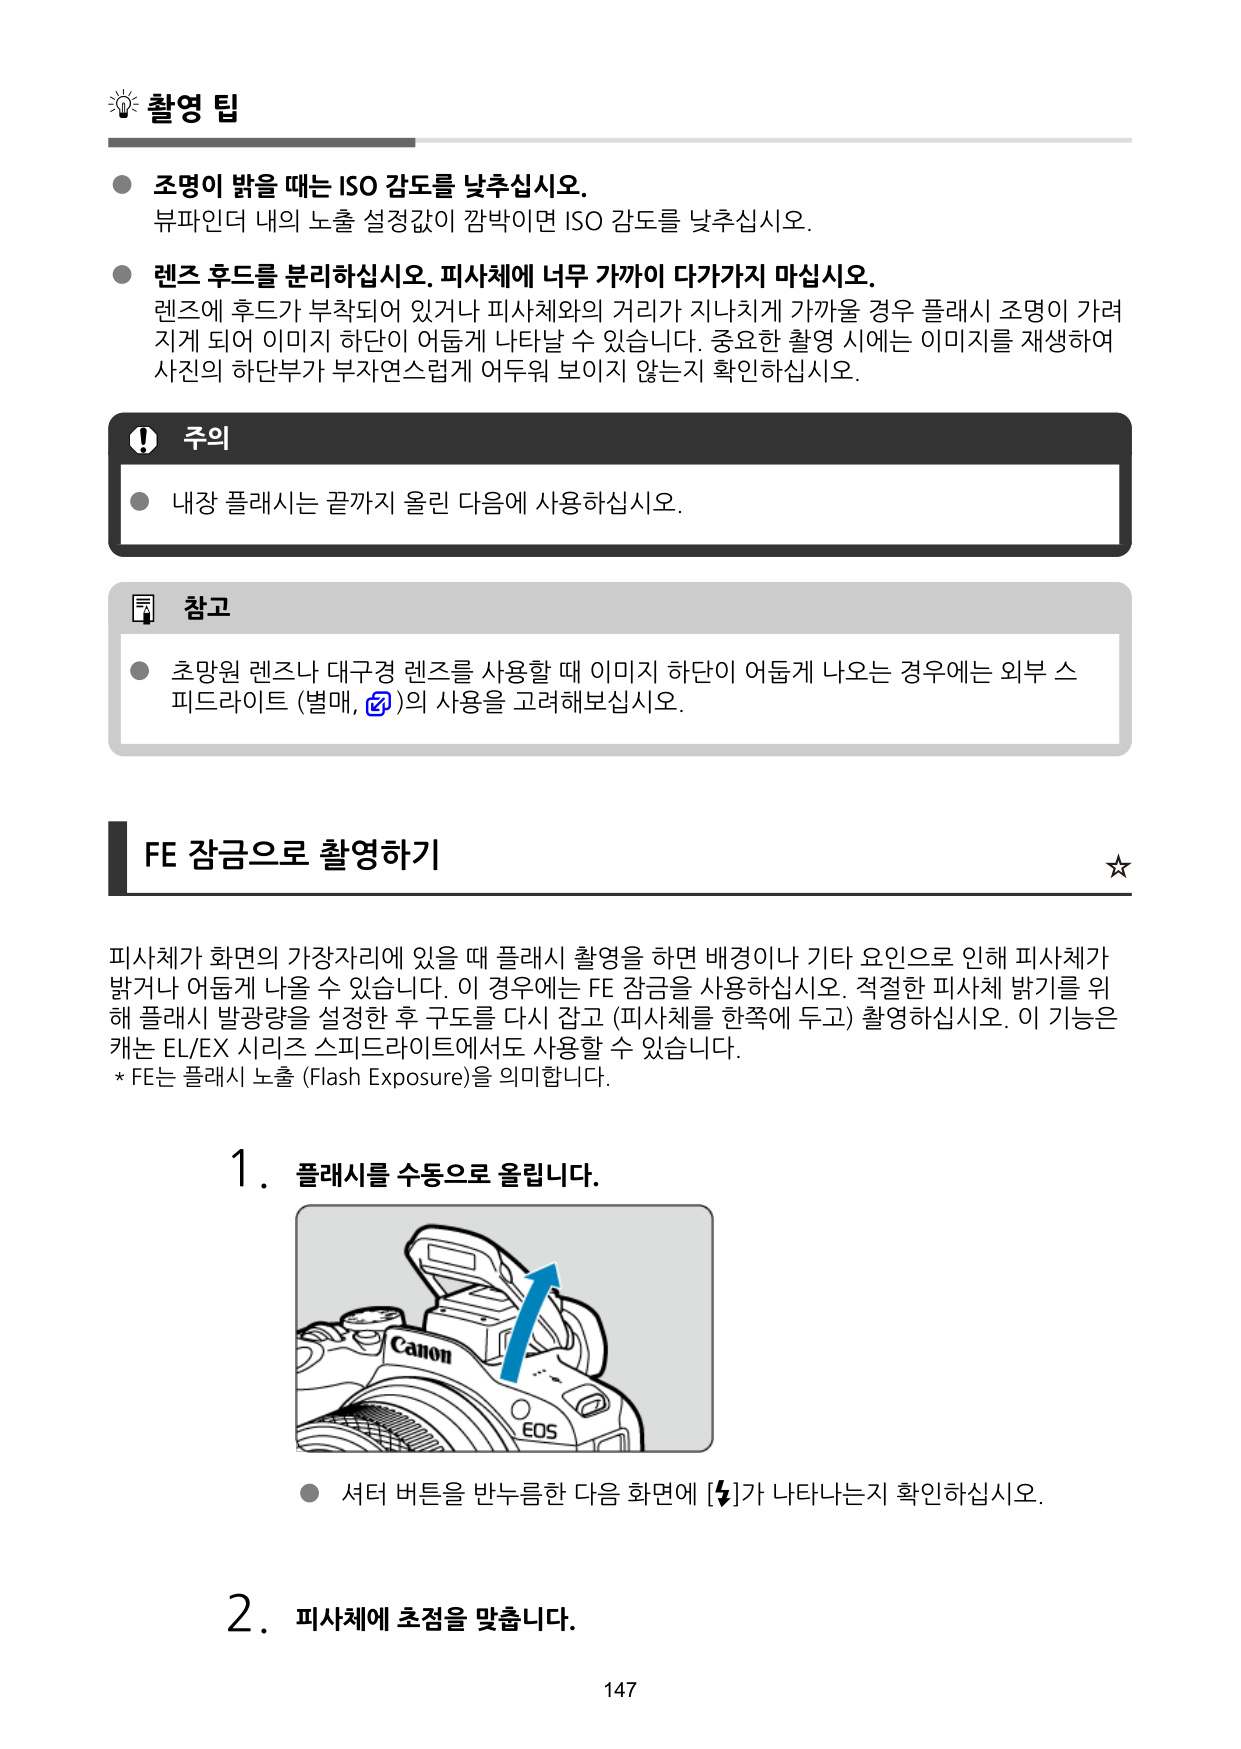 촬영 팁
● 조명이 밝을 때는 ISO 감도를 낮추십시오.
뷰파인더 내의 노출 설정값이 깜박이면 ISO 감도를 낮추십시오.
● 렌즈 후드를 분리하십시오. 피사체에 너무 가까이 다가가지 마십시오.
렌즈에 후드가 부착되어 있거나 피사체와의 거리가 지나치게 가까울 경우 플래시 조명이 가려
지게 되어 이미지 하단이 어둡게 나타날 수 있습니다. 중요한 촬영 시에는 이미지를 재생하여
사진의 하단부가 부자연스럽게 어두워 보이지 않는지 확인하십시오.
주의
● 내장 플래시는 끝까지 올린 다음에 사용하십시오.
참고
● 초망원 렌즈나 대구경 렌즈를 사용할 때 이미지 하단이 어둡게 나오는 경우에는 외부 스
피드라이트 (별매, )의 사용을 고려해보십시오.
FE 잠금으로 촬영하기 ☆
피사체가 화면의 가장자리에 있을 때 플래시 촬영을 하면 배경이나 기타 요인으로 인해 피사체가
밝거나 어둡게 나올 수 있습니다. 이 경우에는 FE 잠금을 사용하십시오. 적절한 피사체 밝기를 위
해 플래시 발광량을 설정한 후 구도를 다시 잡고 (피사체를 한쪽에 두고) 촬영하십시오. 이 기능은
캐논 EL/EX 시리즈 스피드라이트에서도 사용할 수 있습니다.
* FE는 플래시 노출 (Flash Exposure)을 의미합니다.
1. 플래시를 수동으로 올립니다.
Canon
EOS
● 셔터 버튼을 반누름한 다음 화면에 [⚡]가 나타나는지 확인하십시오.
2. 피사체에 초점을 맞춥니다.
147